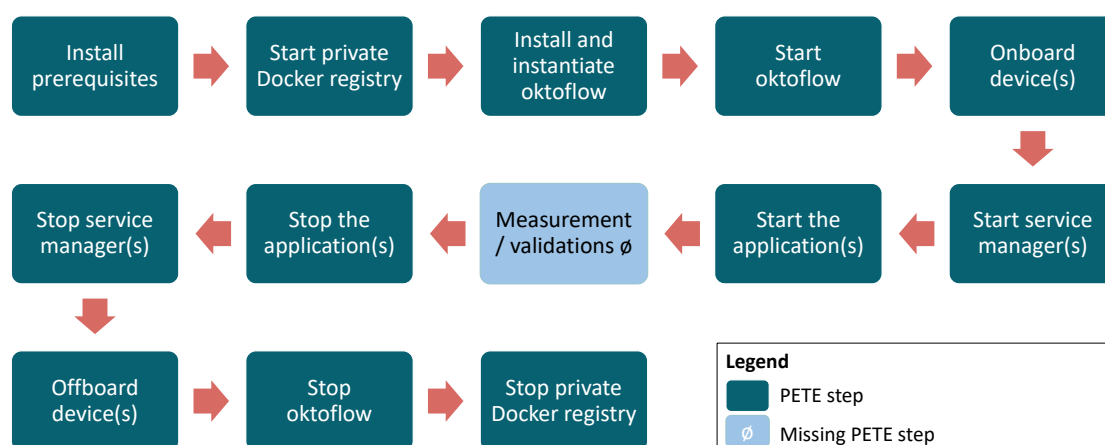 Install
prerequisites
Start private
Docker registry
Install and
instantiate
oktoflow
Start
oktoflow
Onboard
device(s)
Stop service
manager(s)
Stop the
application(s)
Measurement
/ validations ø
Start the
application(s)
Start service
manager(s)
Offboard
device(s)
Stop
oktoflow
Stop private
Docker registry
Legend
PETE step
ø Missing PETE step